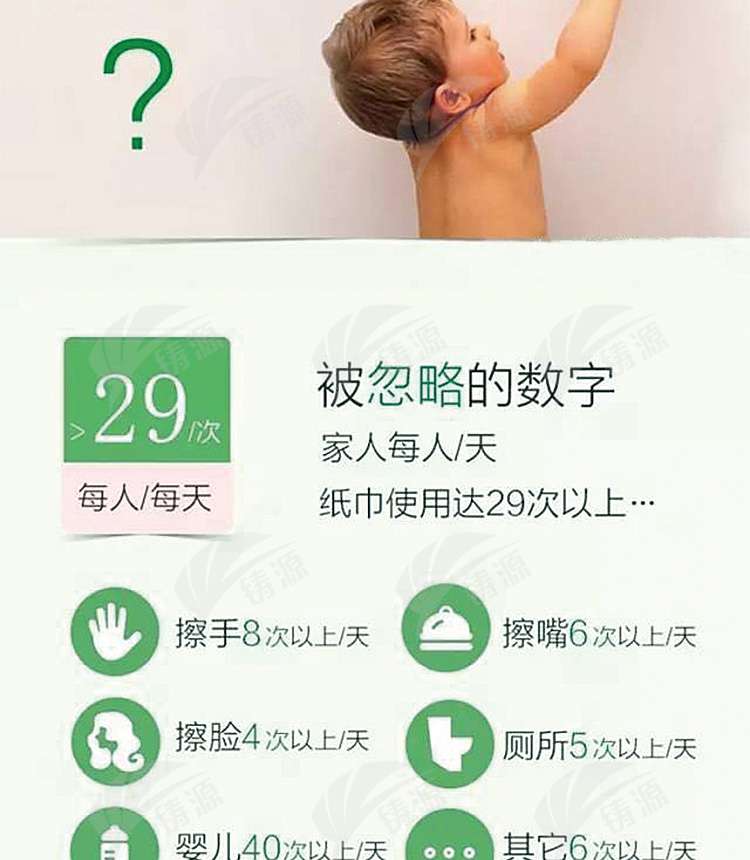 ?
>29/次
每人/每天
被忽略的数字
家人每人/天
纸巾使用达29次以上…
擦手8次以上/天
擦嘴6次以上/天
擦脸4次以上/天
厕所5次以上/天
婴儿40次以上/天
其它6次以上/天
铸源